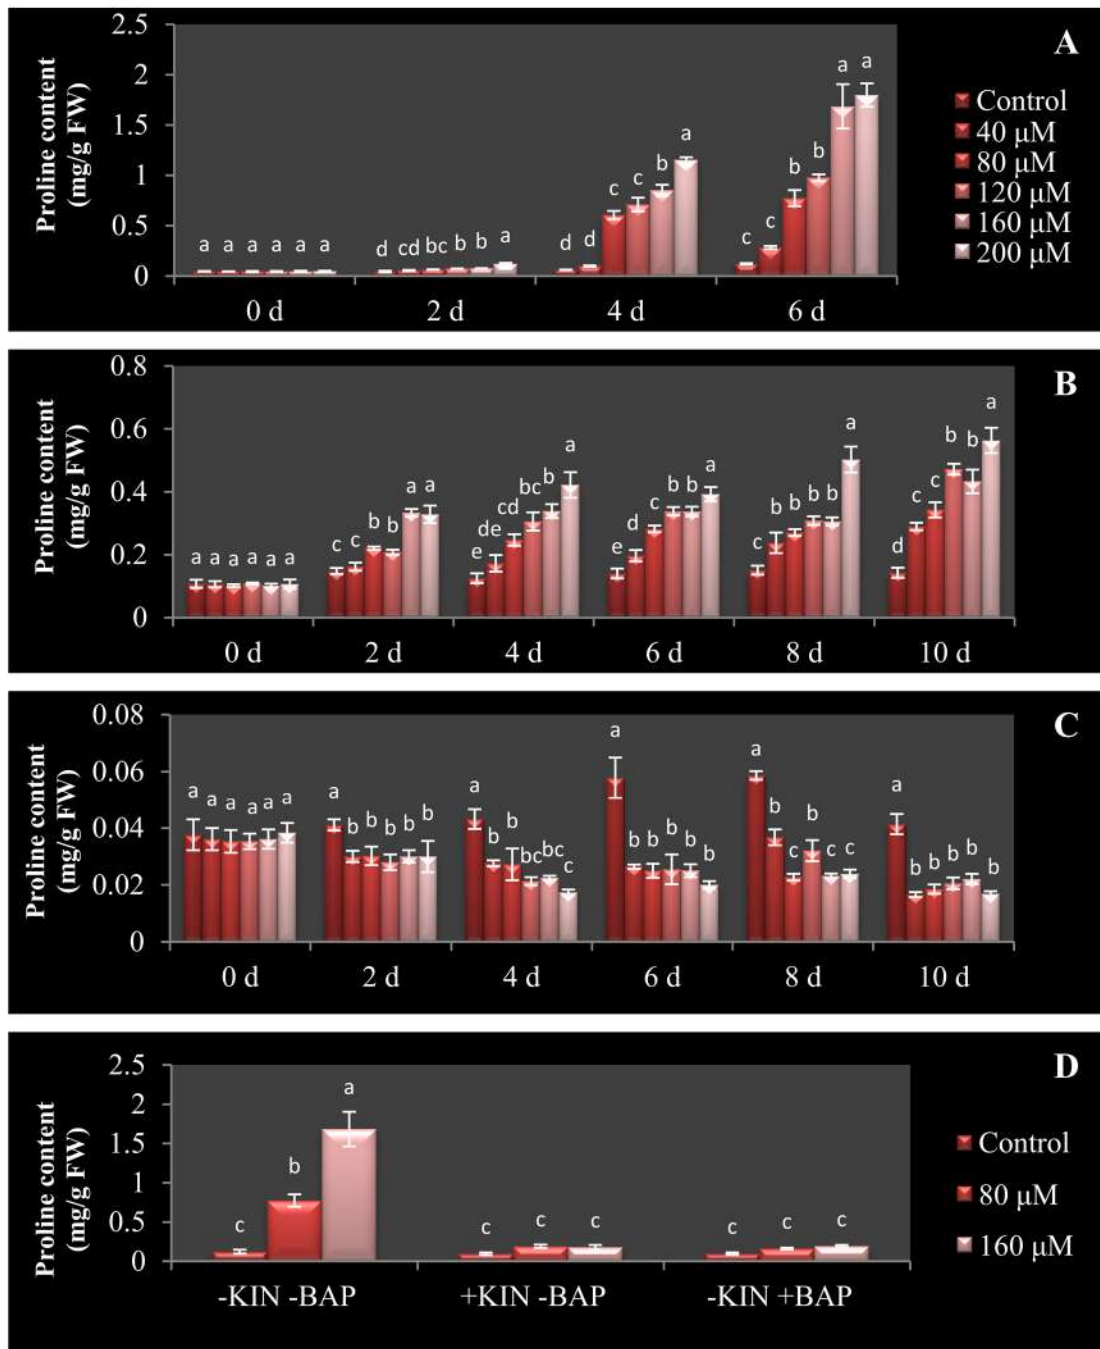 A
Proline content
(mg/g FW)
2.5
2
1.5
1
0.5
0
a a a a a a
d cd bc b b a
d d c c b a
c c b b a a
0 d 2 d 4 d 6 d
Control
40 μM
80 μM
120 μM
160 μM
200 μM
B
Proline content
(mg/g FW)
0.8
0.6
0.4
0.2
0
a a a a a a
c c b b a a
e de cd bc b a
e d c b b a
c b b b b a
d c c b b a
0 d 2 d 4 d 6 d 8 d 10 d
C
Proline content
(mg/g FW)
0.08
0.06
0.04
0.02
0
a a a a a a
a b b b b b
a b b bc bc c
a b b b b b
a b c b c c
a b b b b b
0 d 2 d 4 d 6 d 8 d 10 d
D
Proline content
(mg/g FW)
2.5
2
1.5
1
0.5
0
c b a
c c c
c c c
-KIN -BAP +KIN -BAP -KIN +BAP
Control
80 μM
160 μM